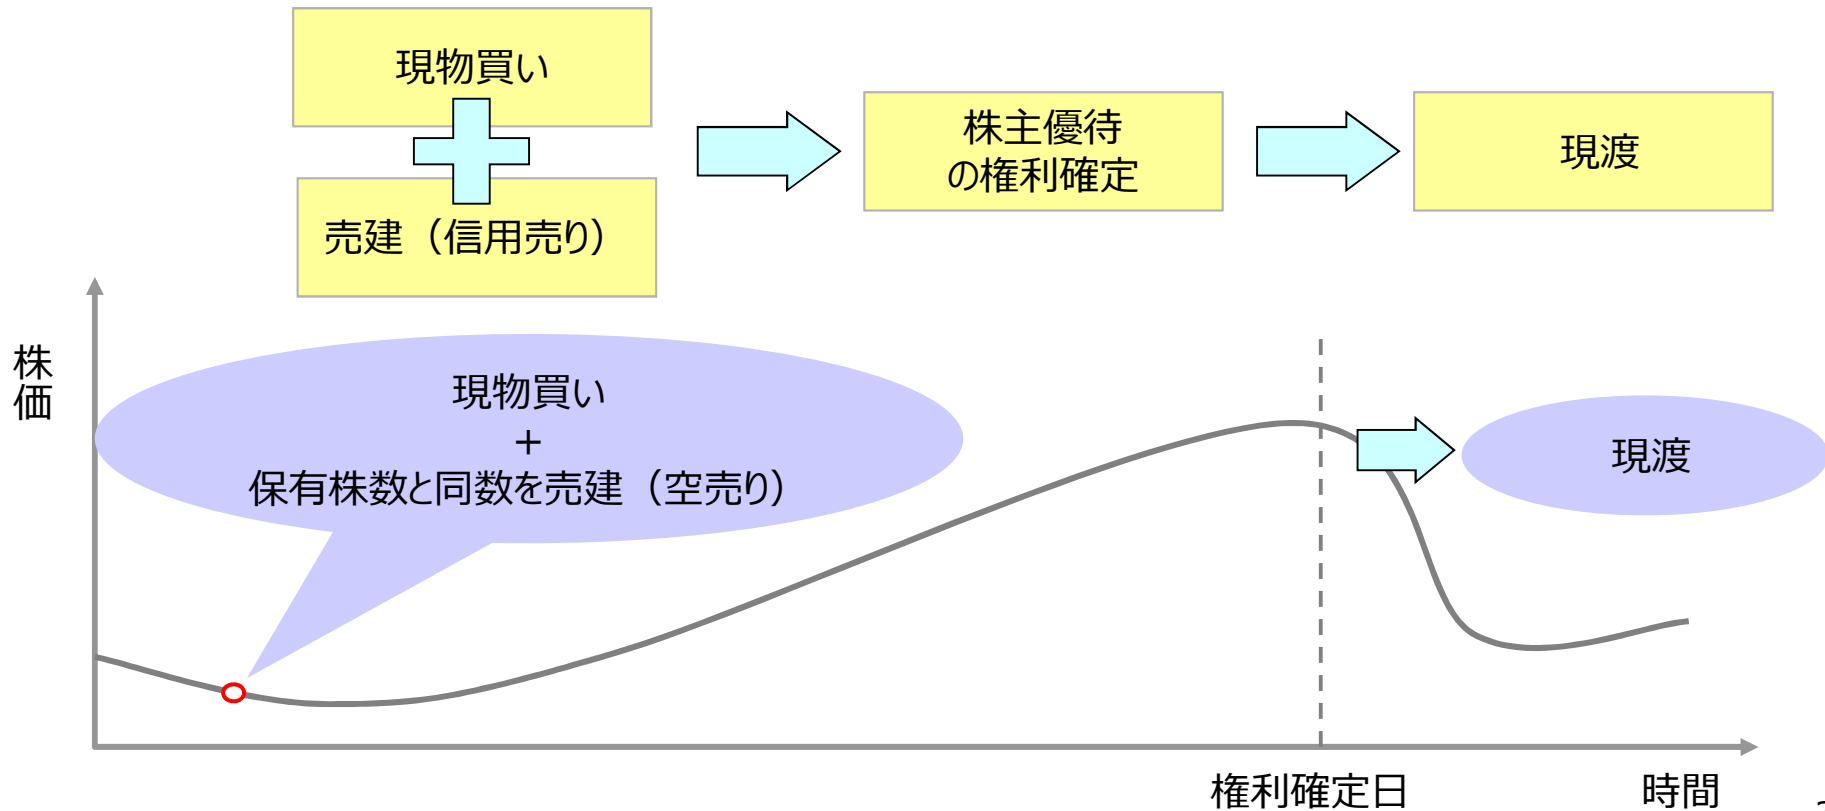 現物買い
売建（信用売り）
株主優待
の権利確定
現渡
株
価
現物買い
+
保有株数と同数を売建（空売り）
現渡
権利確定日
時間